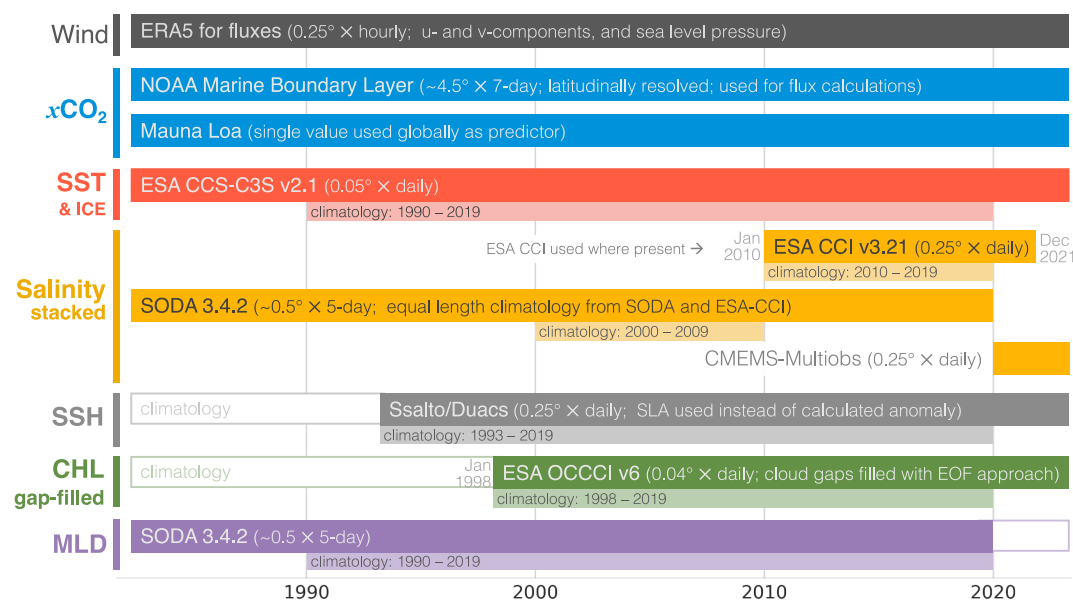 Wind
ERA5 for fluxes (0.25° × hourly; u- and v-components, and sea level pressure)
xCO₂
NOAA Marine Boundary Layer (~4.5° × 7-day; latitudinally resolved; used for flux calculations)
Mauna Loa (single value used globally as predictor)
SST
& ICE
ESA CCS-C3S v2.1 (0.05° × daily)
climatology: 1990 – 2019
Salinity
stacked
ESA CCI used where present →
Jan
2010
ESA CCI v3.21 (0.25° × daily)
Dec
2021
climatology: 2010 – 2019
SODA 3.4.2 (~0.5° × 5-day; equal length climatology from SODA and ESA-CCI)
climatology: 2000 – 2009
CMEMS-Multiobs (0.25° × daily)
SSH
climatology
Ssalto/Duacs (0.25° × daily; SLA used instead of calculated anomaly)
climatology: 1993 – 2019
CHL
gap-filled
climatology
Jan
1998
ESA OCCCI v6 (0.04° × daily; cloud gaps filled with EOF approach)
climatology: 1998 – 2019
MLD
SODA 3.4.2 (~0.5 × 5-day)
climatology: 1990 – 2019
1990
2000
2010
2020